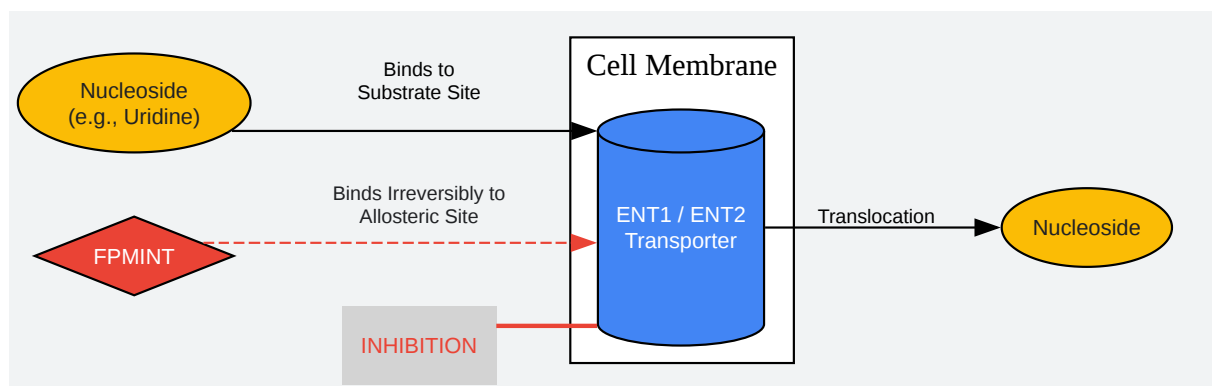 Nucleoside
(e.g., Uridine)
Binds to
Substrate Site
Cell Membrane
Binds Irreversibly to
Allosteric Site
FPMINT
ENT1 / ENT2
Transporter
Translocation
Nucleoside
INHIBITION